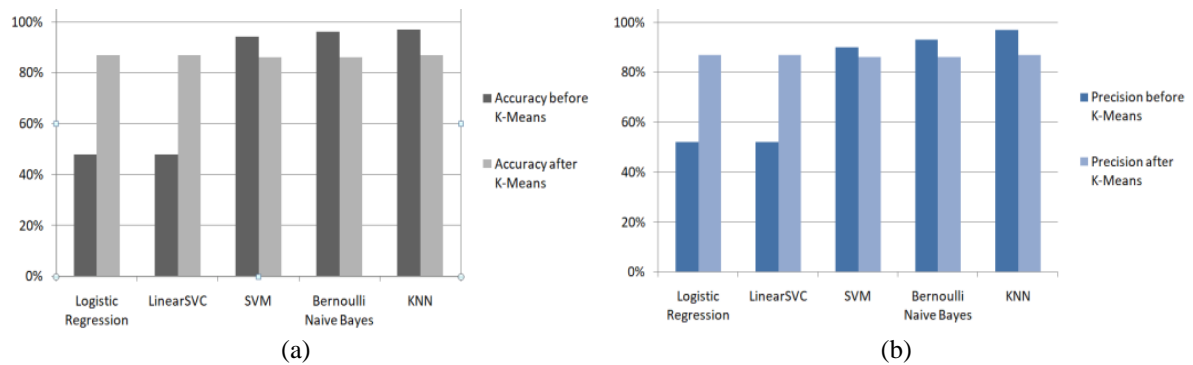 100%
80%
60%
40%
20%
0%
Logistic
Regression
LinearSVC
SVM
Bernoulli
Naive Bayes
KNN
Accuracy before
K-Means
Accuracy after
K-Means
(a)
100%
80%
60%
40%
20%
0%
Logistic
Regression
LinearSVC
SVM
Bernoulli
Naive Bayes
KNN
Precision before
K-Means
Precision after
K-Means
(b)